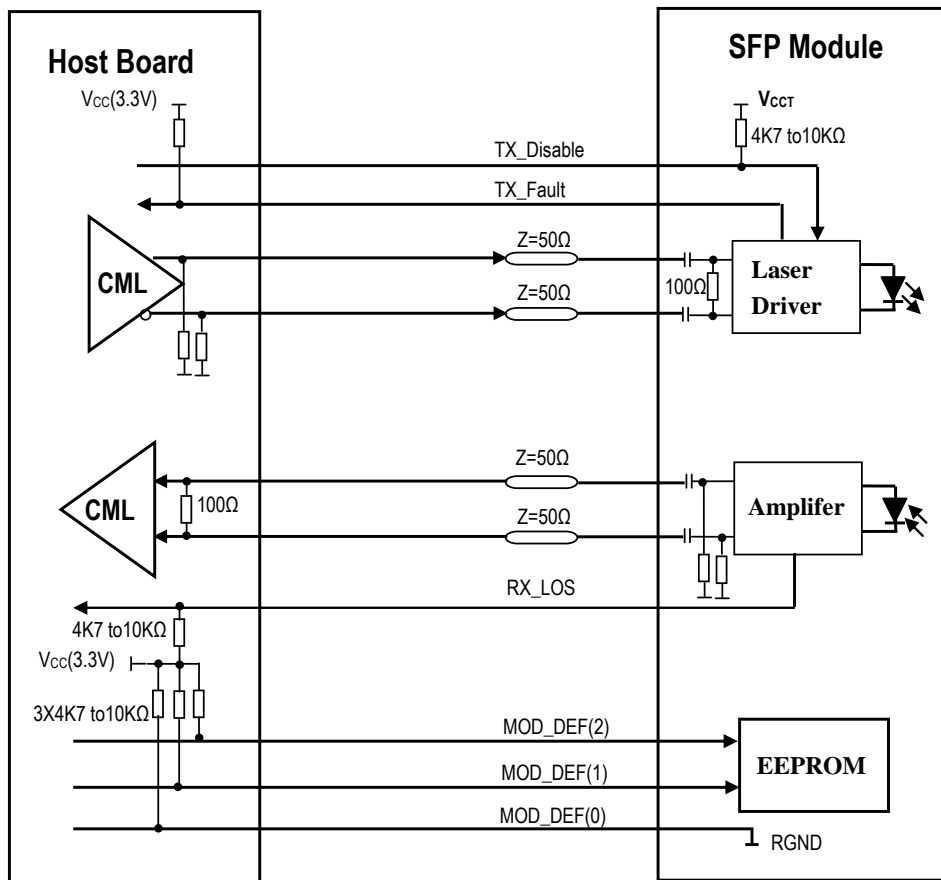 Host Board
SFP Module
VCC(3.3V)
VCCT
4K7 to10KΩ
TX_Disable
TX_Fault
CML
Z=50Ω
Z=50Ω
100Ω
Laser
Driver
CML
100Ω
Z=50Ω
Z=50Ω
Amplifer
RX_LOS
4K7 to10KΩ
VCC(3.3V)
3X4K7 to10KΩ
MOD_DEF(2)
MOD_DEF(1)
MOD_DEF(0)
EEPROM
RGND